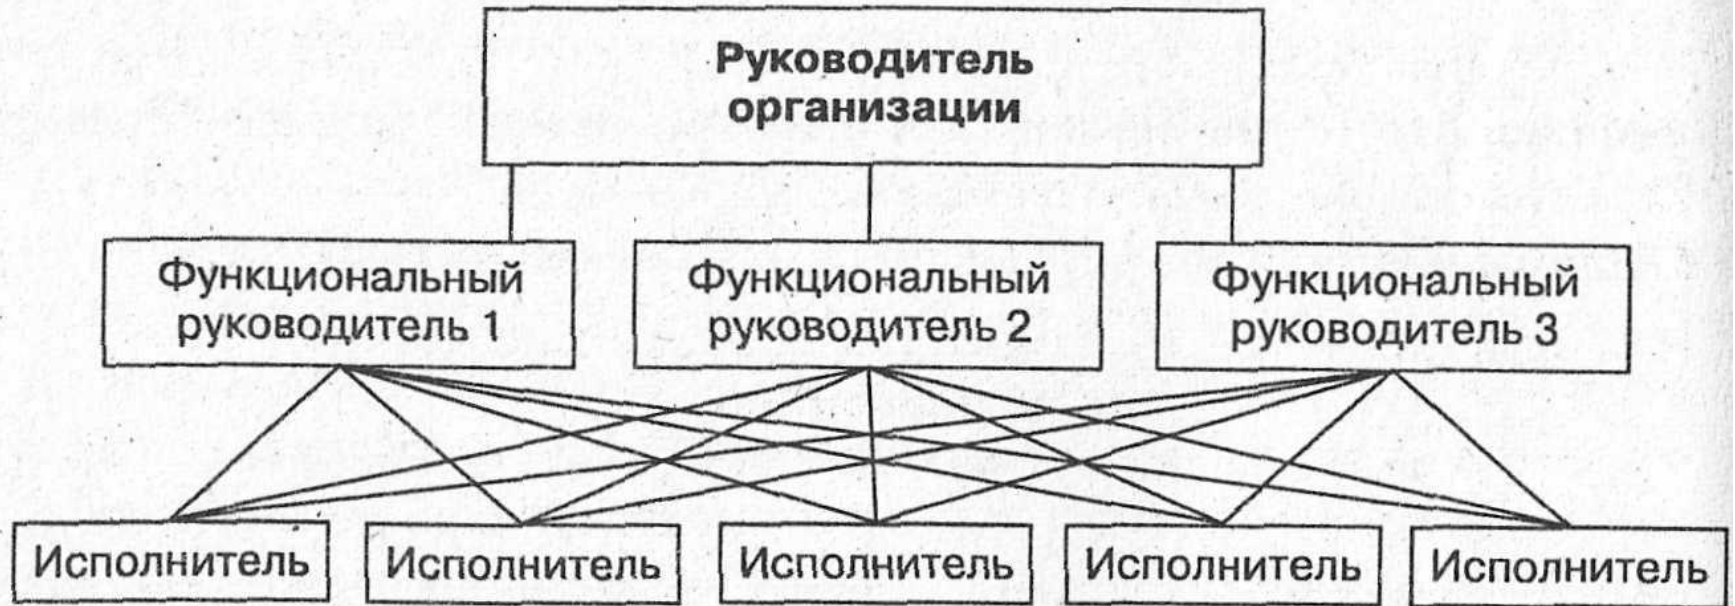 Руководитель
организации
Функциональный
руководитель 1
Функциональный
руководитель 2
Функциональный
руководитель 3
Исполнитель
Исполнитель
Исполнитель
Исполнитель
Исполнитель